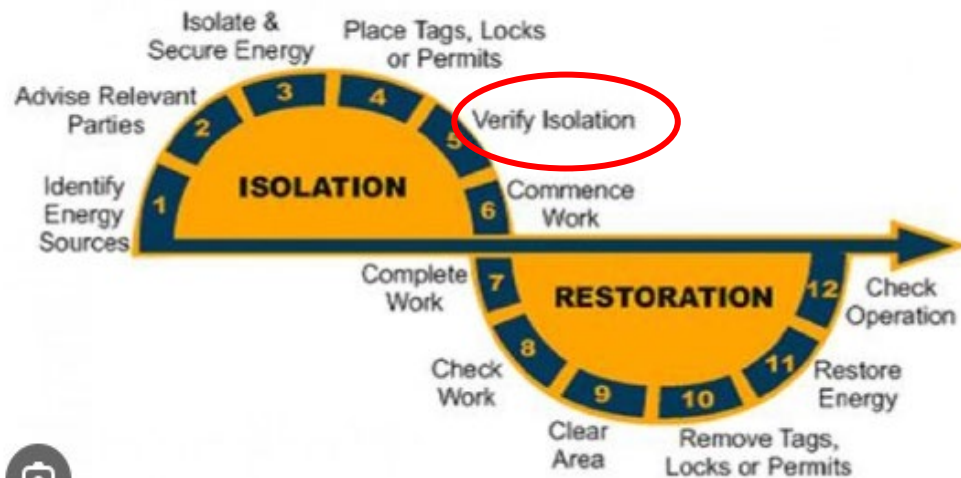 Isolate &
Secure Energy
Place Tags, Locks
or Permits
Advise Relevant
Parties
3
4
Verify Isolation
2
5
Identify
Energy
Sources
1
ISOLATION
6
Commence
Work
Complete
Work
7
RESTORATION
12
Check
Operation
8
11
Check
Work
9
10
Restore
Energy
Clear
Area
Remove Tags,
Locks or Permits